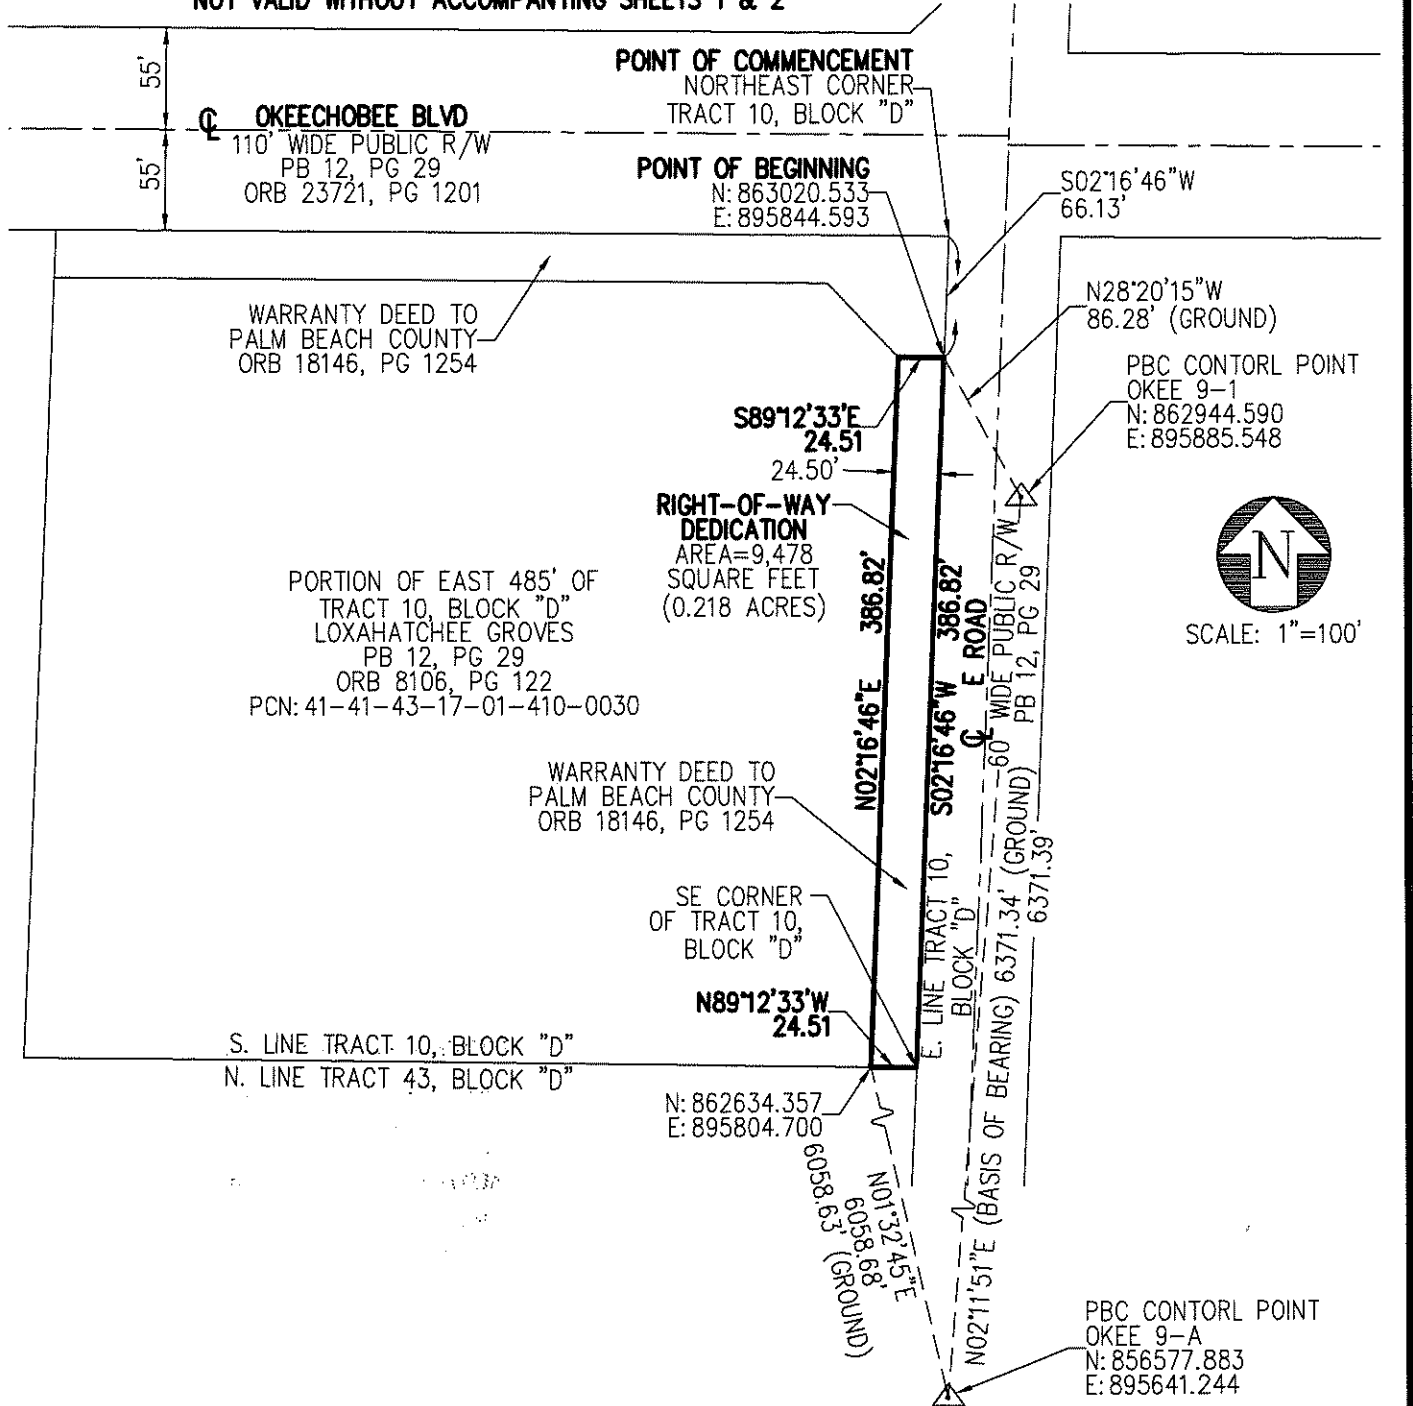 NOT VALID WITHOUT ACCOMPANTING SHEETS 1 & 2
55'
55'
℄ OKEECHOBEE BLVD
110' WIDE PUBLIC R/W
PB 12, PG 29
ORB 23721, PG 1201
POINT OF COMMENCEMENT
NORTHEAST CORNER
TRACT 10, BLOCK "D"
POINT OF BEGINNING
N: 863020.533
E: 895844.593
S02°16'46"W
66.13'
N28°20'15"W
86.28' (GROUND)
PBC CONTORL POINT
OKEE 9-1
N: 862944.590
E: 895885.548
WARRANTY DEED TO
PALM BEACH COUNTY
ORB 18146, PG 1254
S89°12'33'E
24.51
24.50'
RIGHT-OF-WAY
DEDICATION
AREA=9,478
SQUARE FEET
(0.218 ACRES)
N
SCALE: 1"=100'
PORTION OF EAST 485' OF
TRACT 10, BLOCK "D"
LOXAHATCHEE GROVES
PB 12, PG 29
ORB 8106, PG 122
PCN: 41-41-43-17-01-410-0030
N02°16'46"E 386.82'
S02°16'46"W 386.82'
℄ E ROAD
60' WIDE PUBLIC R/W
PB 12, PG 29
WARRANTY DEED TO
PALM BEACH COUNTY
ORB 18146, PG 1254
SE CORNER
OF TRACT 10,
BLOCK "D"
N89°12'33'W
24.51
E. LINE TRACT 10,
BLOCK "D"
N02°11'51"E (BASIS OF BEARING) 6371.34' (GROUND)
6371.39'
S. LINE TRACT 10, BLOCK "D"
N. LINE TRACT 43, BLOCK "D"
N: 862634.357
E: 895804.700
N01°32'45"E
6058.68'
6058.63' (GROUND)
PBC CONTORL POINT
OKEE 9-A
N: 856577.883
E: 895641.244